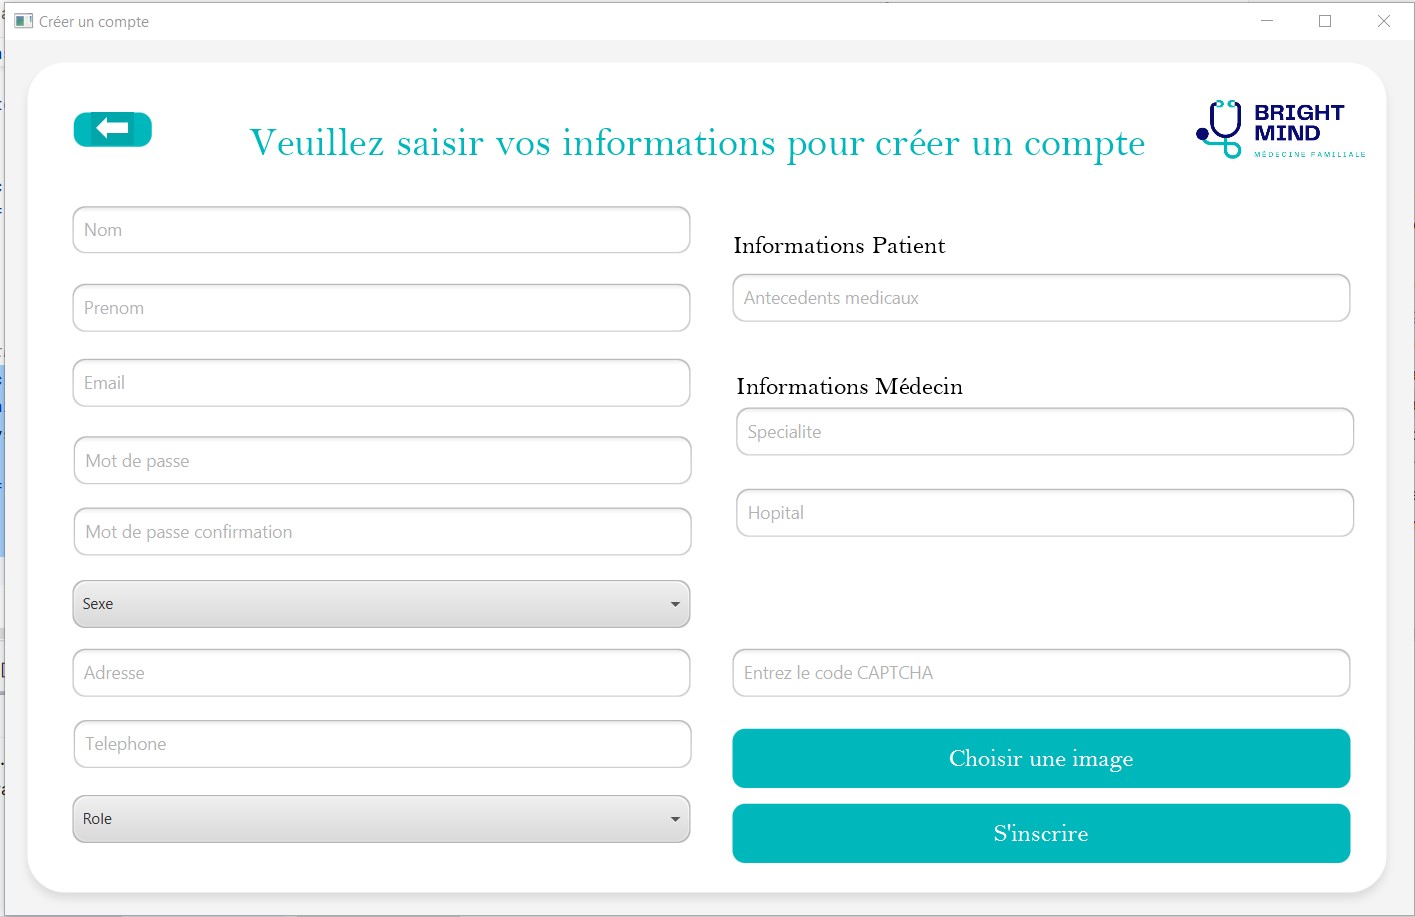 Créer un compte
Veuillez saisir vos informations pour créer un compte
BRIGHT
MIND
MÉDECINE FAMILIALE
Nom
Prenom
Email
Mot de passe
Mot de passe confirmation
Sexe
Adresse
Telephone
Role
Informations Patient
Antecedents medicaux
Informations Médecin
Specialite
Hopital
Entrez le code CAPTCHA
Choisir une image
S'inscrire